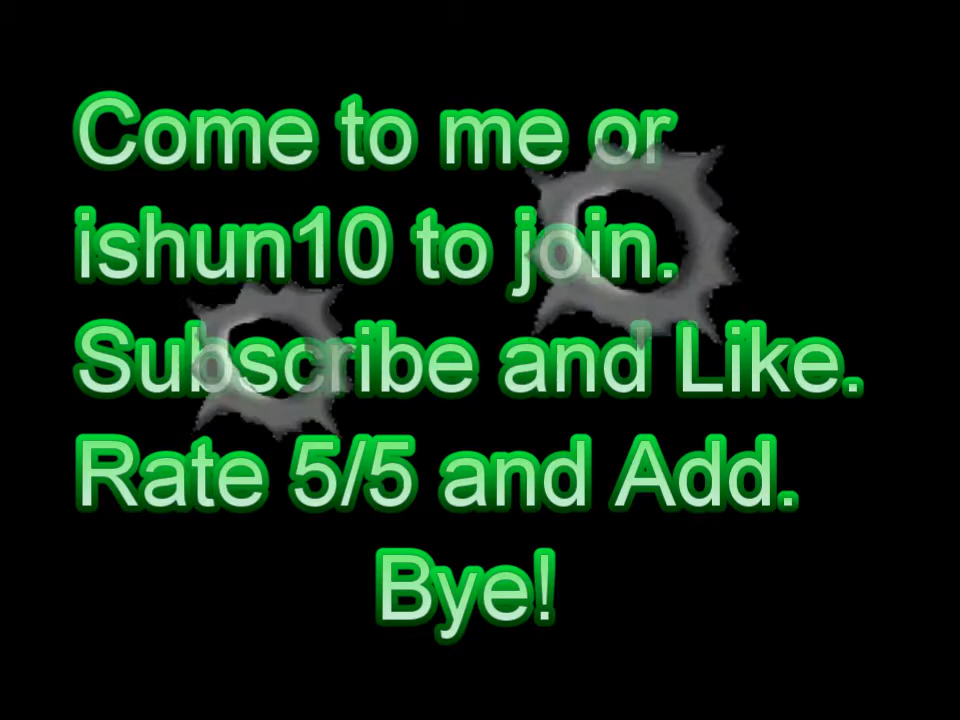 Come to me or
ishun10 to join.
Subscribe and Like.
Rate 5/5 and Add.
Bye!